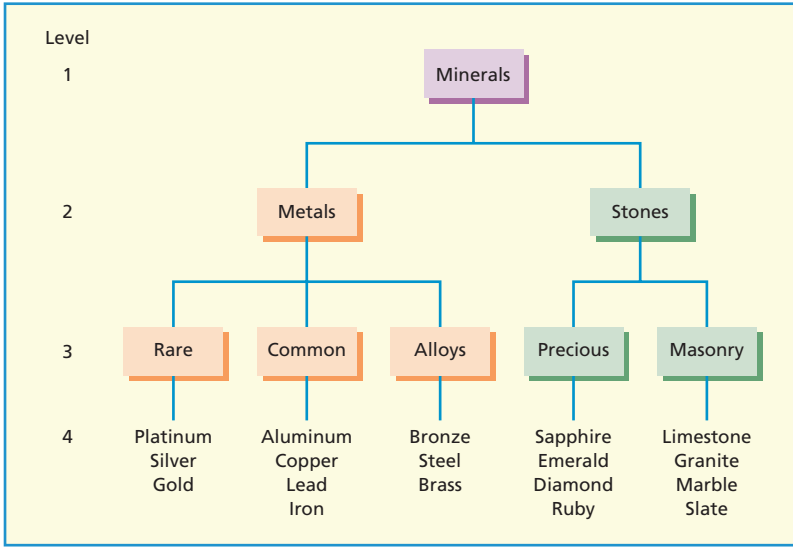 Level
1
Minerals
2
Metals
Stones
3
Rare
Common
Alloys
Precious
Masonry
4
Platinum
Silver
Gold
Aluminum
Copper
Lead
Iron
Bronze
Steel
Brass
Sapphire
Emerald
Diamond
Ruby
Limestone
Granite
Marble
Slate